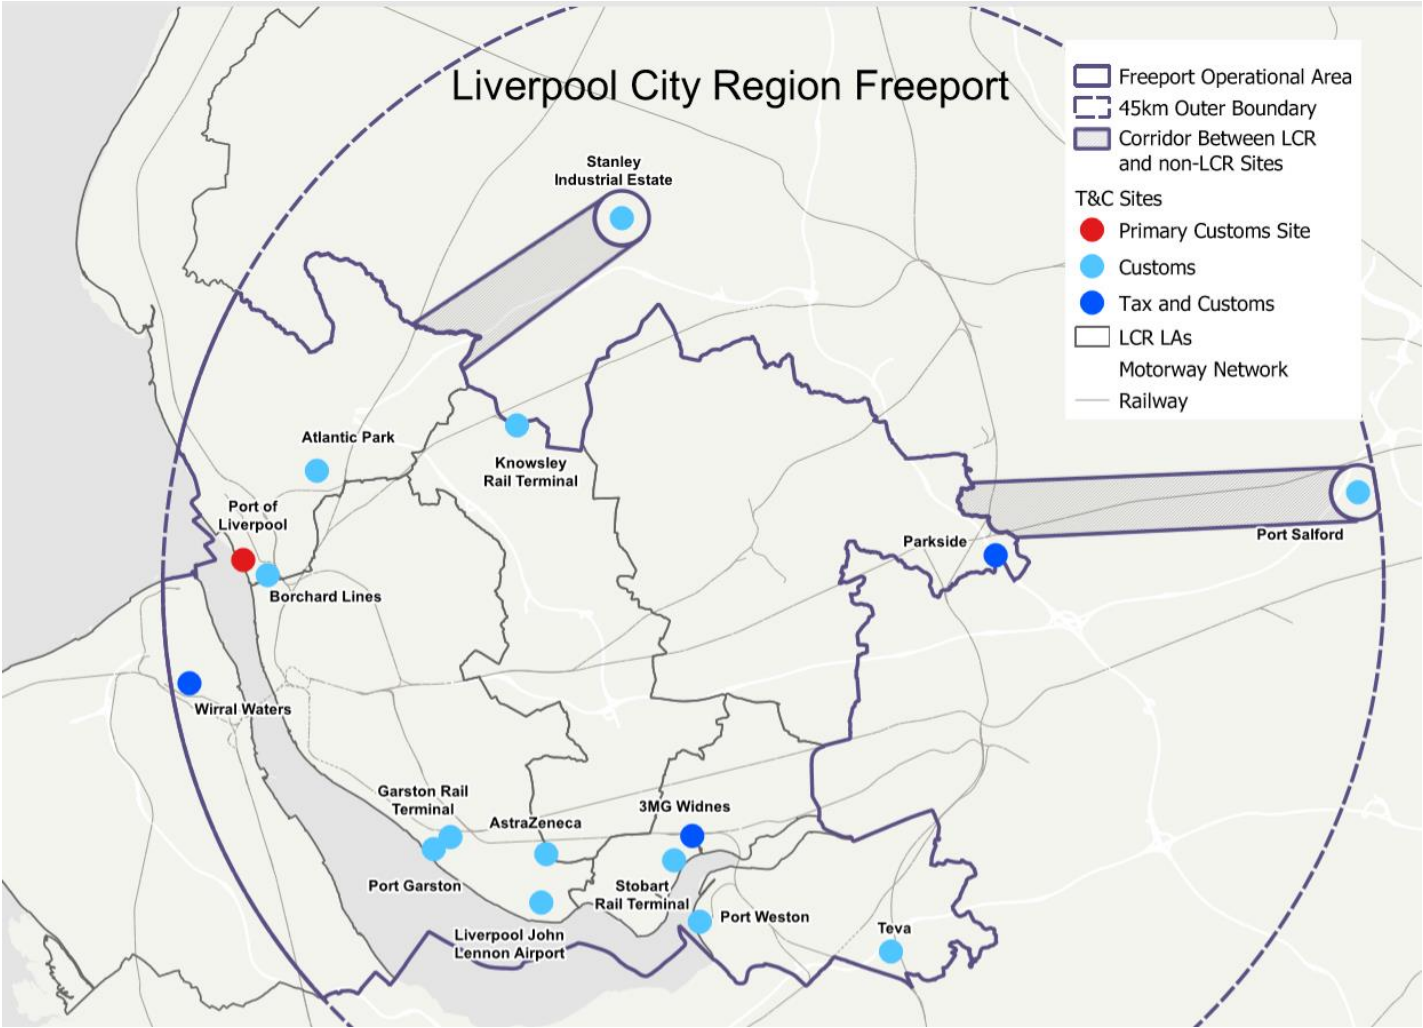 Liverpool City Region Freeport
Freeport Operational Area
45km Outer Boundary
Corridor Between LCR
and non-LCR Sites
T&C Sites
Primary Customs Site
Customs
Tax and Customs
LCR LAs
Motorway Network
Railway
Stanley
Industrial Estate
Atlantic Park
Knowsley
Rail Terminal
Port of
Liverpool
Borchard Lines
Parkside
Port Salford
Wirral Waters
Garston Rail
Terminal
AstraZeneca
3MG Widnes
Port Garston
Stobart
Rail Terminal
Port Weston
Teva
Liverpool John
Lennon Airport